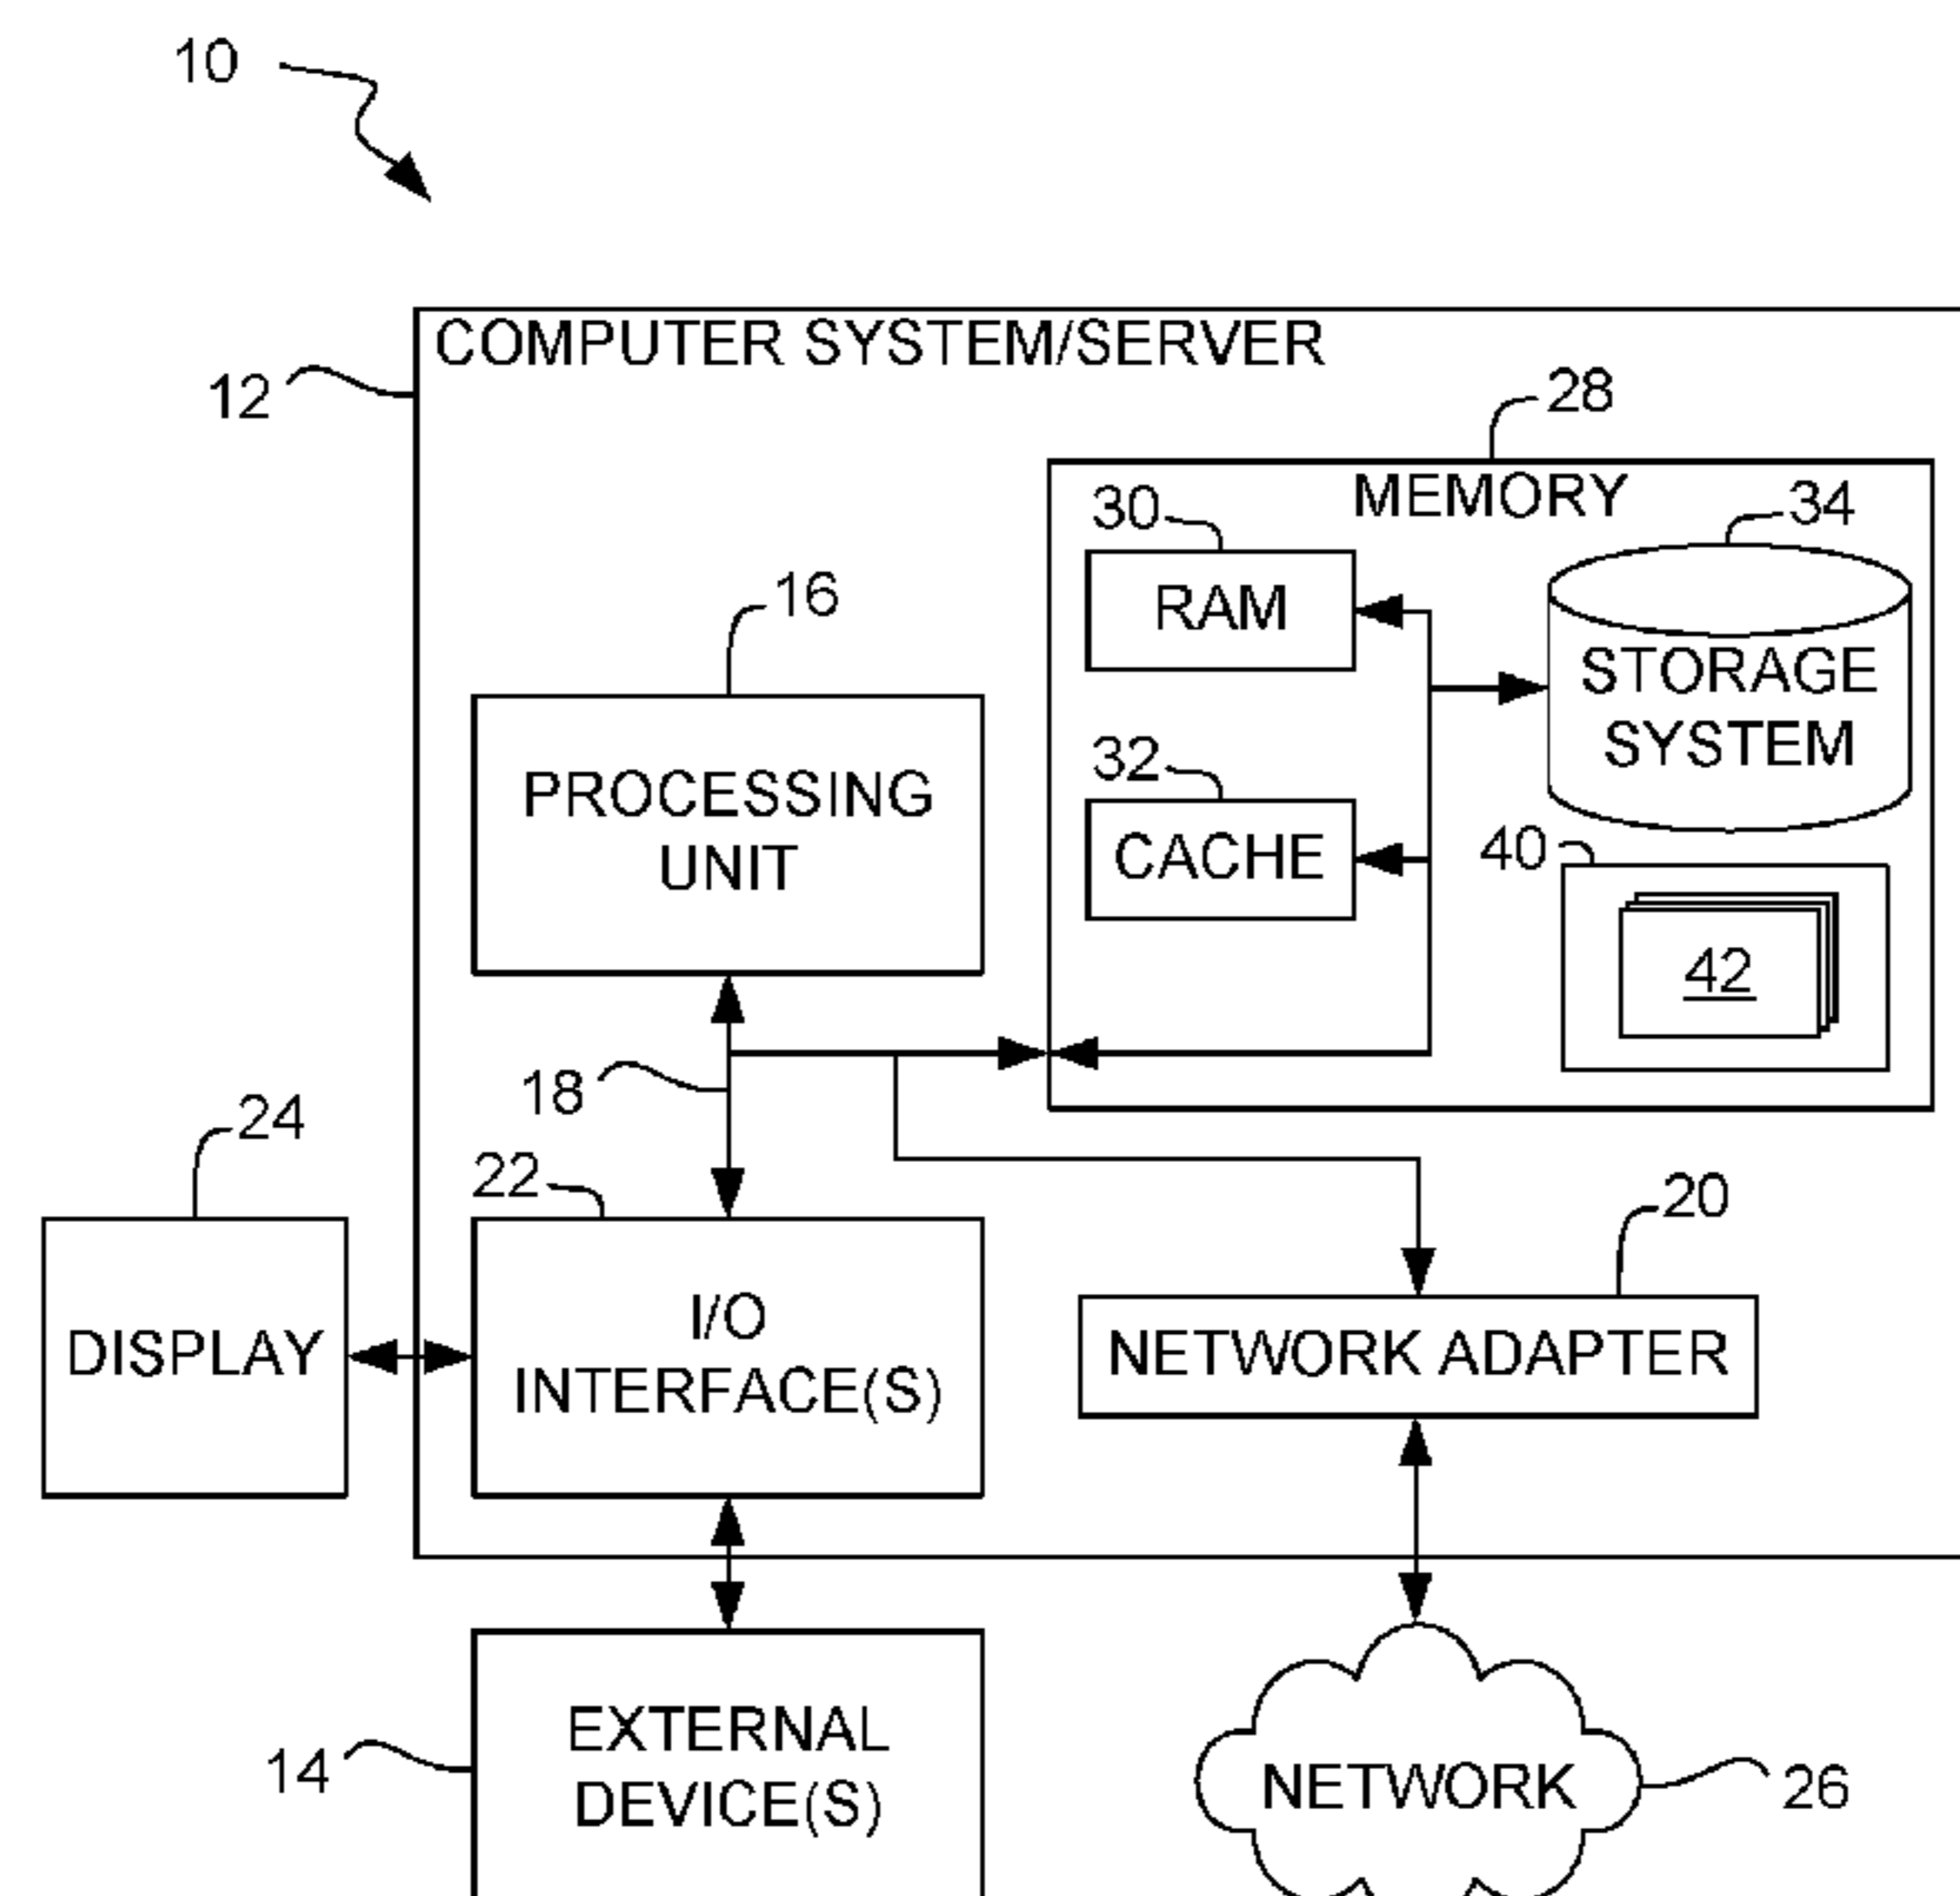 10
COMPUTER SYSTEM/SERVER
12
28
MEMORY
30
34
RAM
16
STORAGE
SYSTEM
32
PROCESSING
UNIT
CACHE
40
42
18
24
22
20
DISPLAY
I/O
INTERFACE(S)
NETWORK ADAPTER
EXTERNAL
DEVICE(S)
14
NETWORK
26